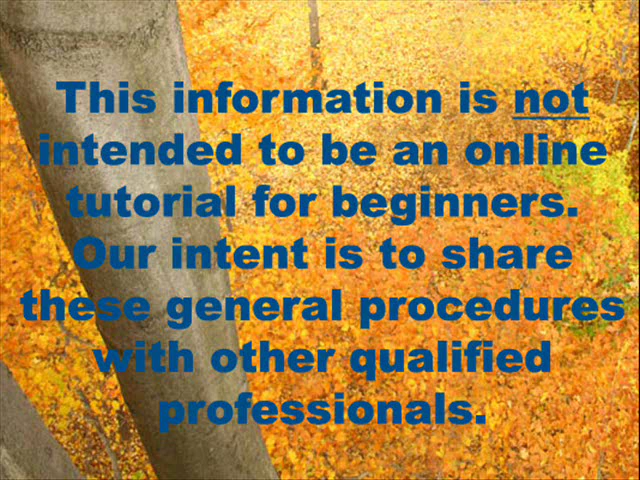 This information is not
intended to be an online
tutorial for beginners.
Our intent is to share
these general procedures
with other qualified
professionals.